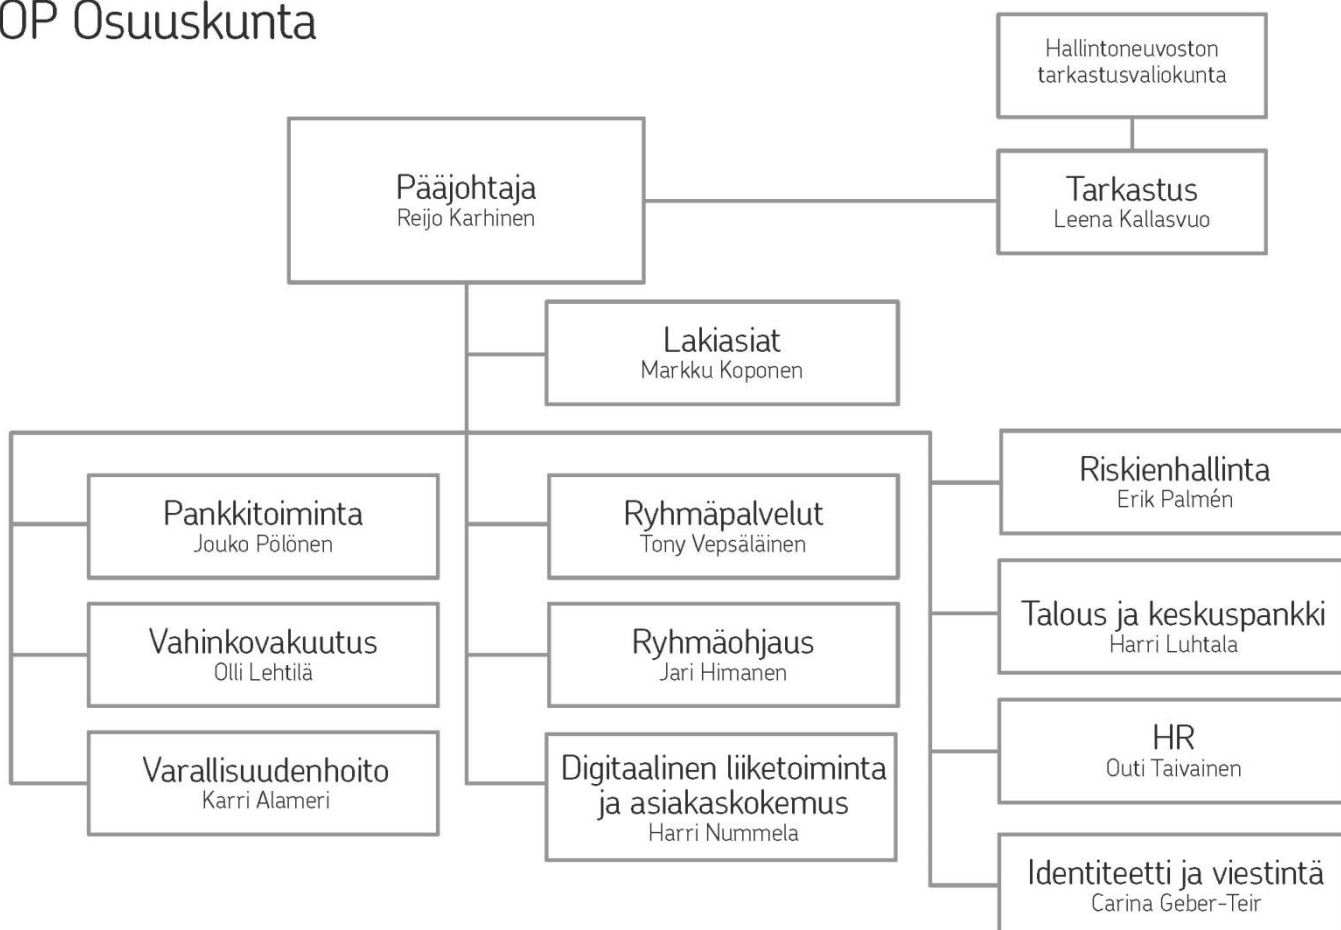 OP Osuuskunta
Hallintoneuvoston
tarkastusvaliokunta
Pääjohtaja
Reijo Karhinen
Tarkastus
Leena Kallasvuo
Lakiasiat
Markku Koponen
Pankkitoiminta
Jouko Pölönen
Vahinkovakuutus
Olli Lehtilä
Varallisuudenhoito
Karri Alameri
Ryhmäpalvelut
Tony Vepsäläinen
Ryhmäohjaus
Jari Himanen
Digitaalinen liiketoiminta
ja asiakaskokemus
Harri Nummela
Riskienhallinta
Erik Palmén
Talous ja keskuspankki
Harri Luhtala
HR
Outi Taivainen
Identiteetti ja viestintä
Carina Geber-Teir